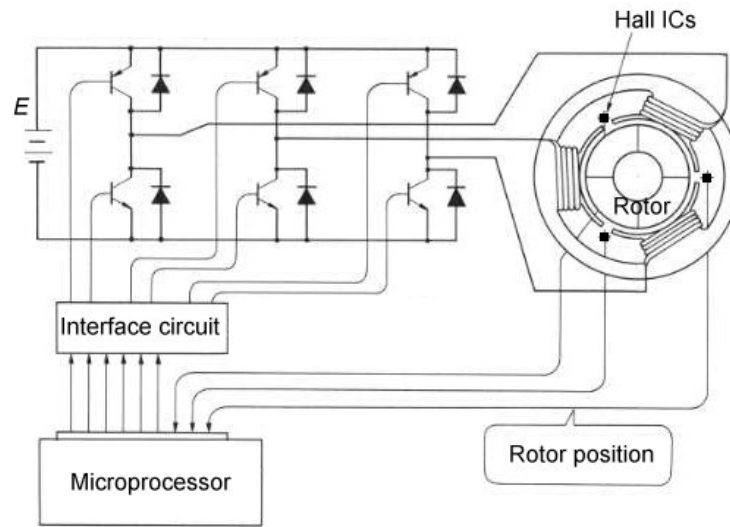 Hall ICs
E
Rotor
Interface circuit
Rotor position
Microprocessor